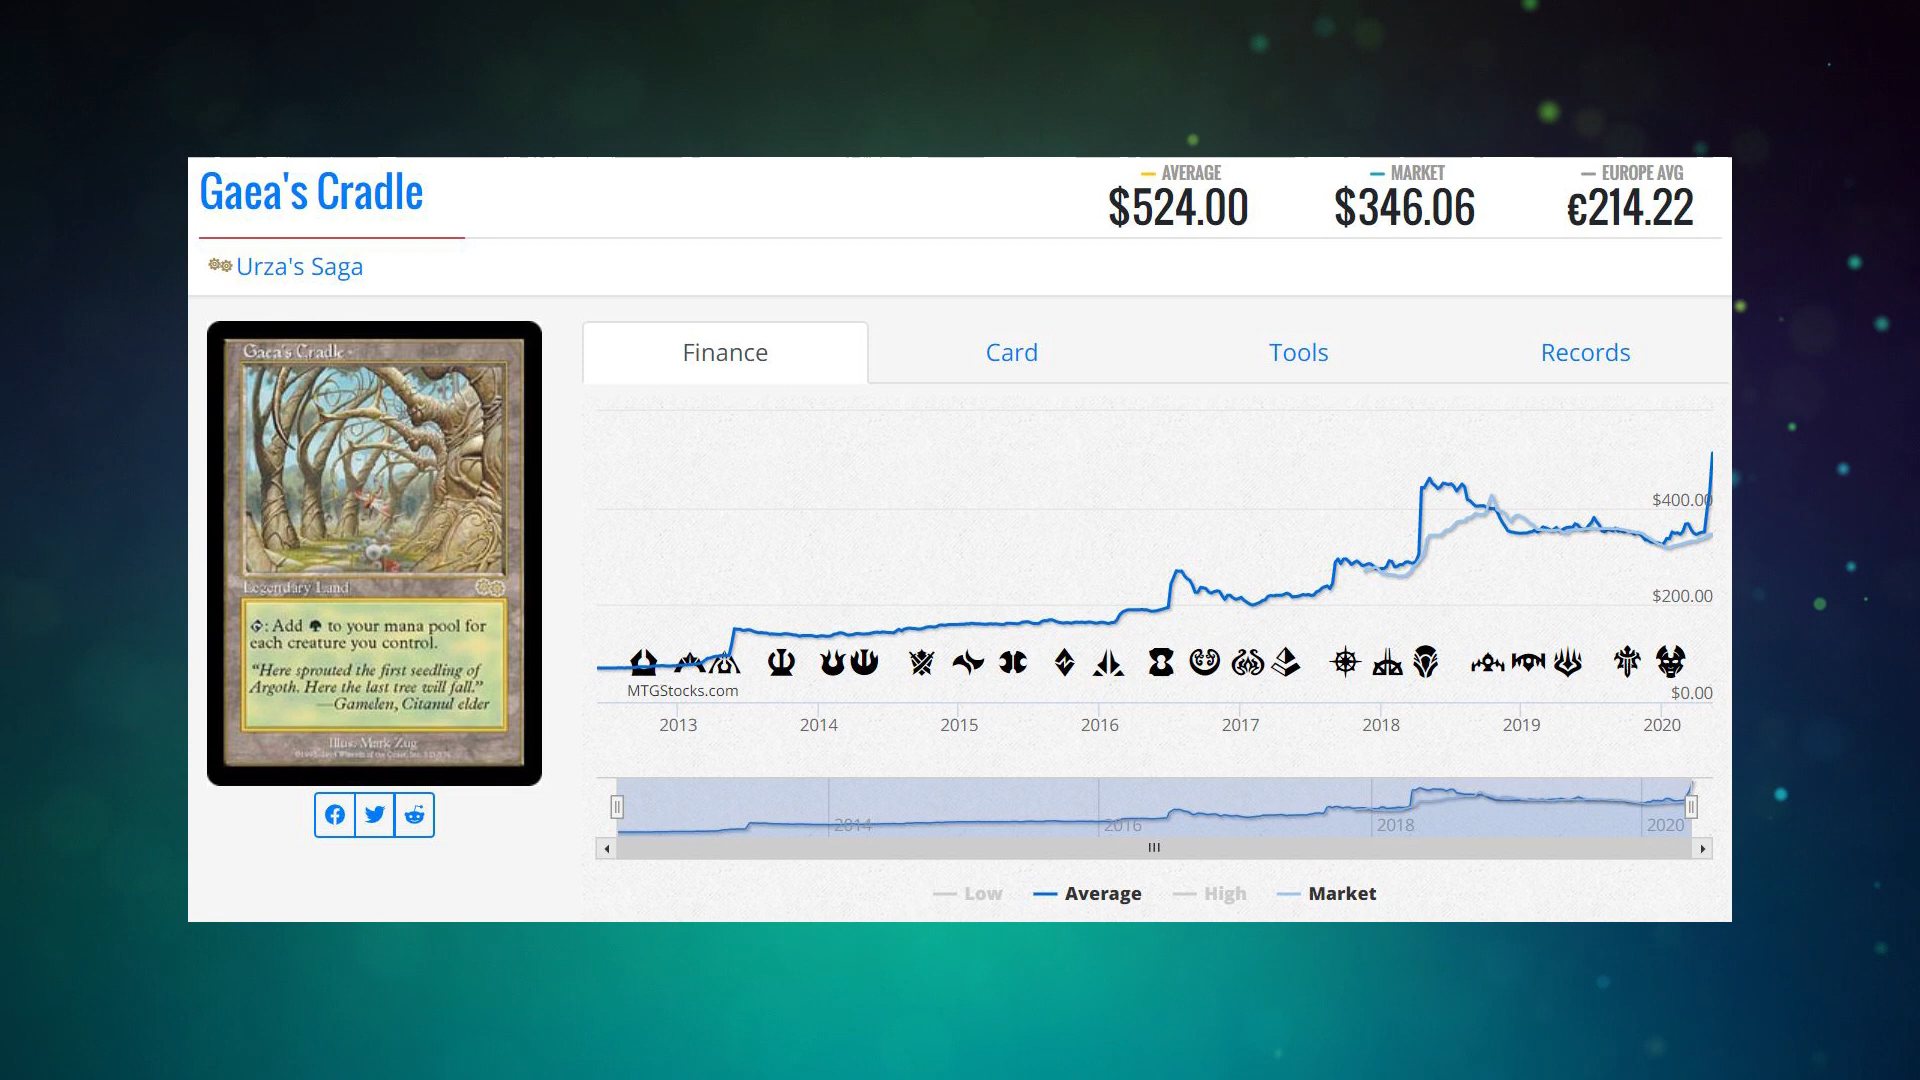 Gaea's Cradle
AVERAGE
$524.00
MARKET
$346.06
EUROPE AVG
€214.22
Urza's Saga
Gaea's Cradle
Legendary Land
: Add to your mana pool for
each creature you control.
“Here sprouted the first seedling of
Argoth. Here the last tree will fall.”
—Gamelen, Citanul elder
Illus. Mark Zug
Finance
Card
Tools
Records
$400.00
$200.00
$0.00
MTGStocks.com
2013 2014 2015 2016 2017 2018 2019 2020
2014 2016 2018 2020
Low Average High Market